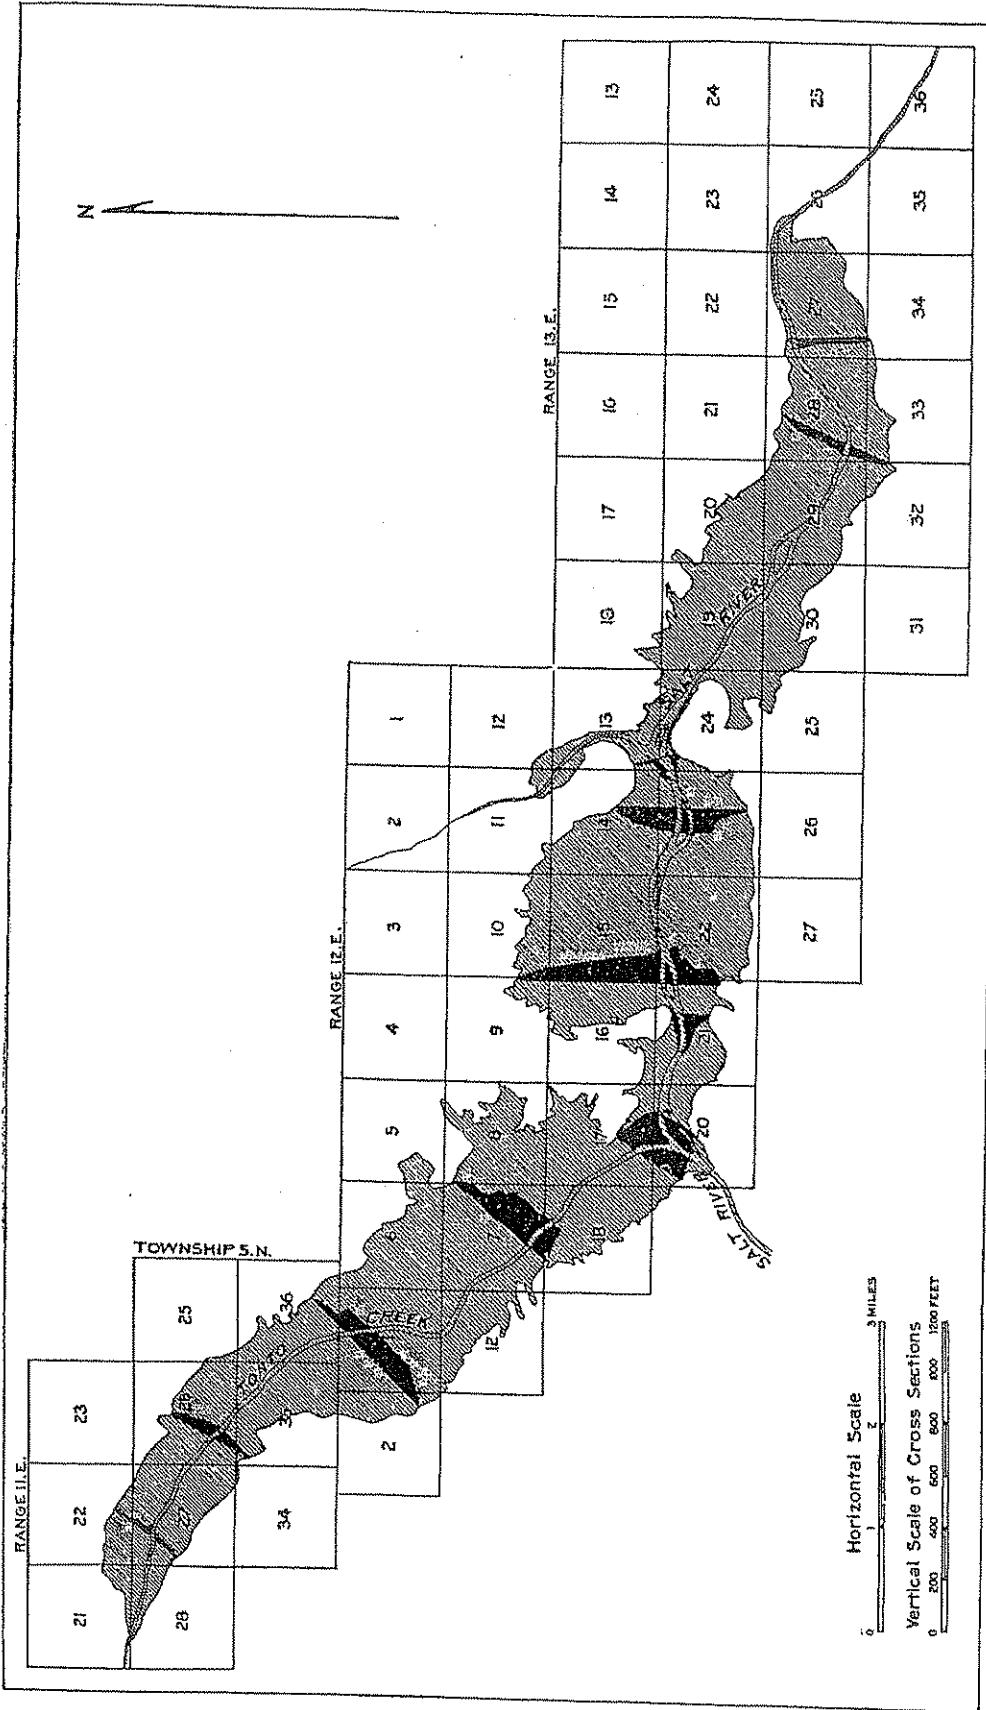 N
RANGE 11.E.
21 22 23
TOWNSHIP 5.N.
28 27 26 25
34 35 36
TONTO CREEK
RANGE 12.E.
2 6 5 4 3 2 1
12 7 8 9 10 11 12
RANGE 13.E.
18 17 16 15 14 13 18 17 16 15 14 13
20 21 22 24 19 20 21 22 23 24
SALT RIVER
SALT RIVER
27 26 25 30 29 28 27 26 25
31 32 33 34 35 36
Horizontal Scale
0 1 2 3 MILES
Vertical Scale of Cross Sections
0 200 400 600 800 1000 1200 FEET